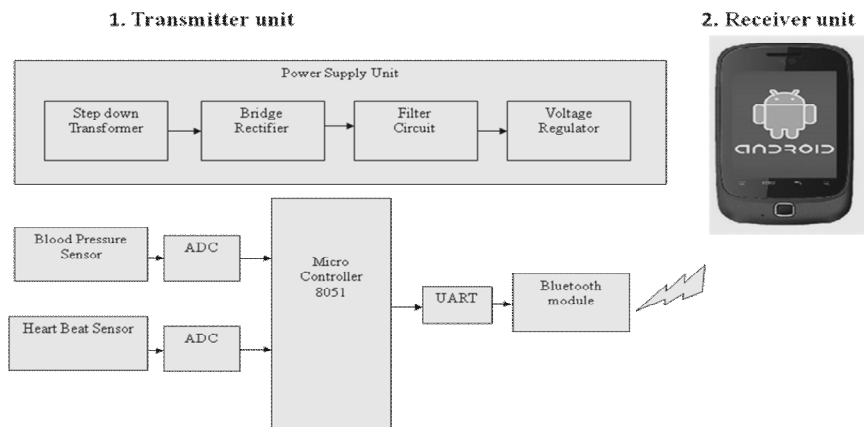 1. Transmitter unit
2. Receiver unit
Power Supply Unit
Step down
Transformer
Bridge
Rectifier
Filter
Circuit
Voltage
Regulator
ANDROID
Blood Pressure
Sensor
ADC
Micro
Controller
8051
UART
Bluetooth
module
Heart Beat Sensor
ADC